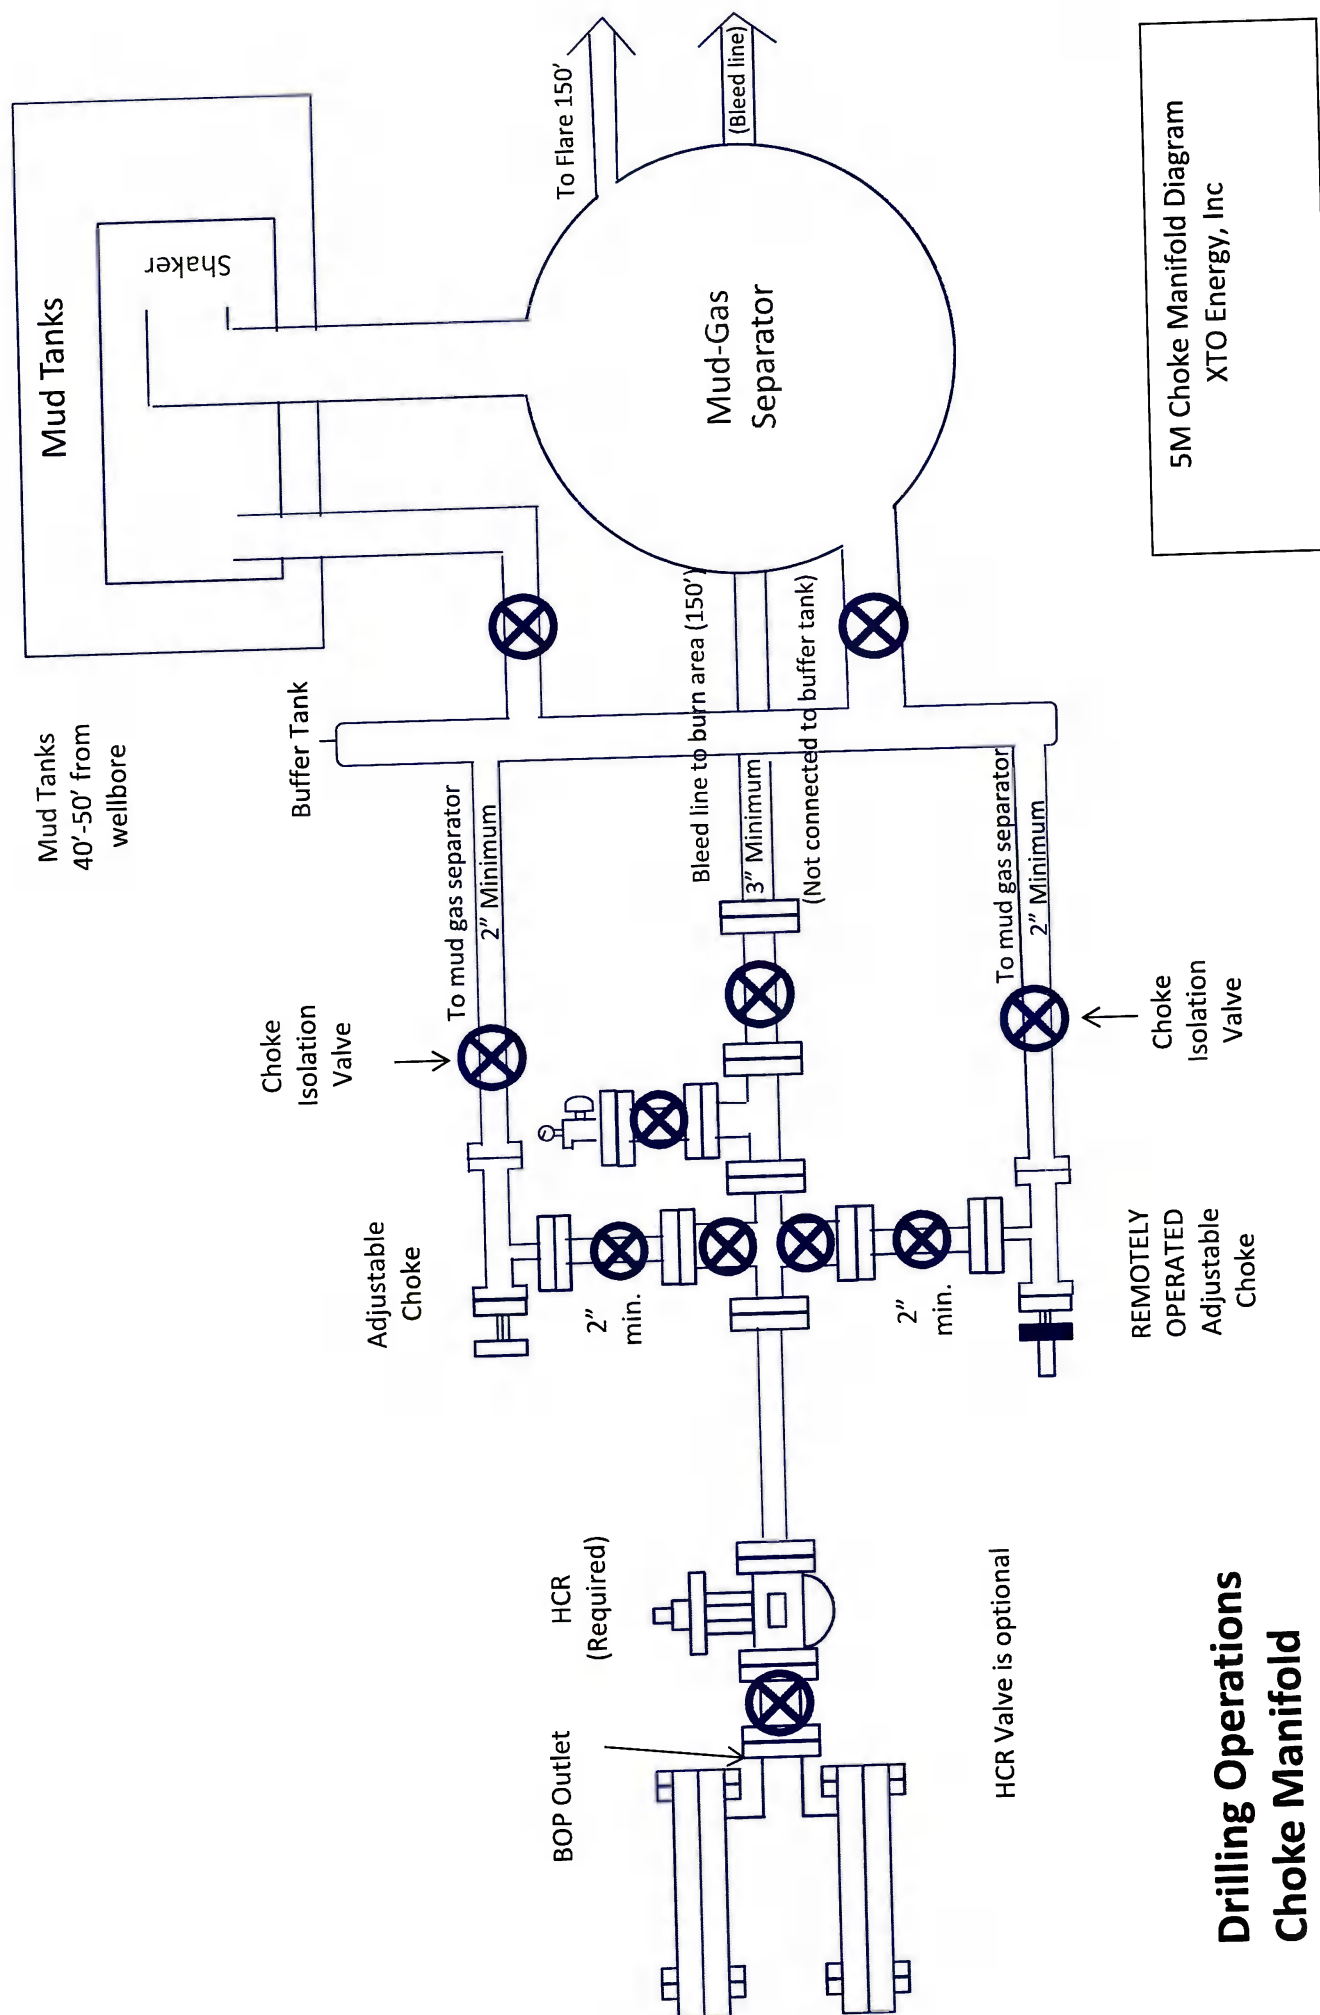 Mud Tanks
Shaker
To Flare 150’
(Bleed line)
Mud-Gas
Separator
Mud Tanks
40’-50’ from
wellbore
Buffer Tank
Bleed line to burn area (150’)
3” Minimum
(Not connected to buffer tank)
To mud gas separator
2” Minimum
To mud gas separator
2” Minimum
Choke
Isolation
Valve
Choke
Isolation
Valve
Adjustable
Choke
2”
min.
2”
min.
REMOTELY
OPERATED
Adjustable
Choke
HCR
(Required)
BOP Outlet
HCR Valve is optional
Drilling Operations
Choke Manifold
5M Choke Manifold Diagram
XTO Energy, Inc